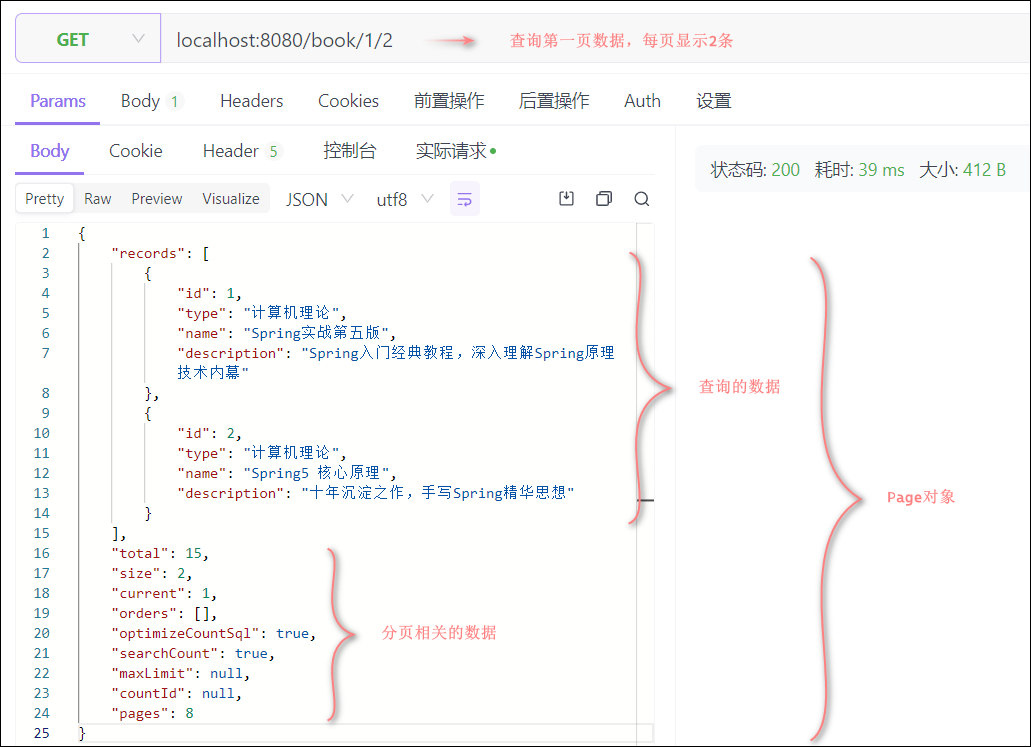 GET localhost:8080/book/1/2 查询第一页数据，每页显示2条
Params Body 1 Headers Cookies 前置操作 后置操作 Auth 设置
Body Cookie Header 5 控制台 实际请求
状态码: 200 耗时: 39 ms 大小: 412 B
Pretty Raw Preview Visualize JSON utf8
1 {
2 "records": [
3 {
4 "id": 1,
5 "type": "计算机理论",
6 "name": "Spring实战第五版",
7 "description": "Spring入门经典教程，深入理解Spring原理
技术内幕"
8 },
9 {
10 "id": 2,
11 "type": "计算机理论",
12 "name": "Spring5 核心原理",
13 "description": "十年沉淀之作，手写Spring精华思想"
14 }
15 ],
16 "total": 15,
17 "size": 2,
18 "current": 1,
19 "orders": [],
20 "optimizeCountSql": true,
21 "searchCount": true,
22 "maxLimit": null,
23 "countId": null,
24 "pages": 8
25 }
查询的数据
分页相关的数据
Page对象